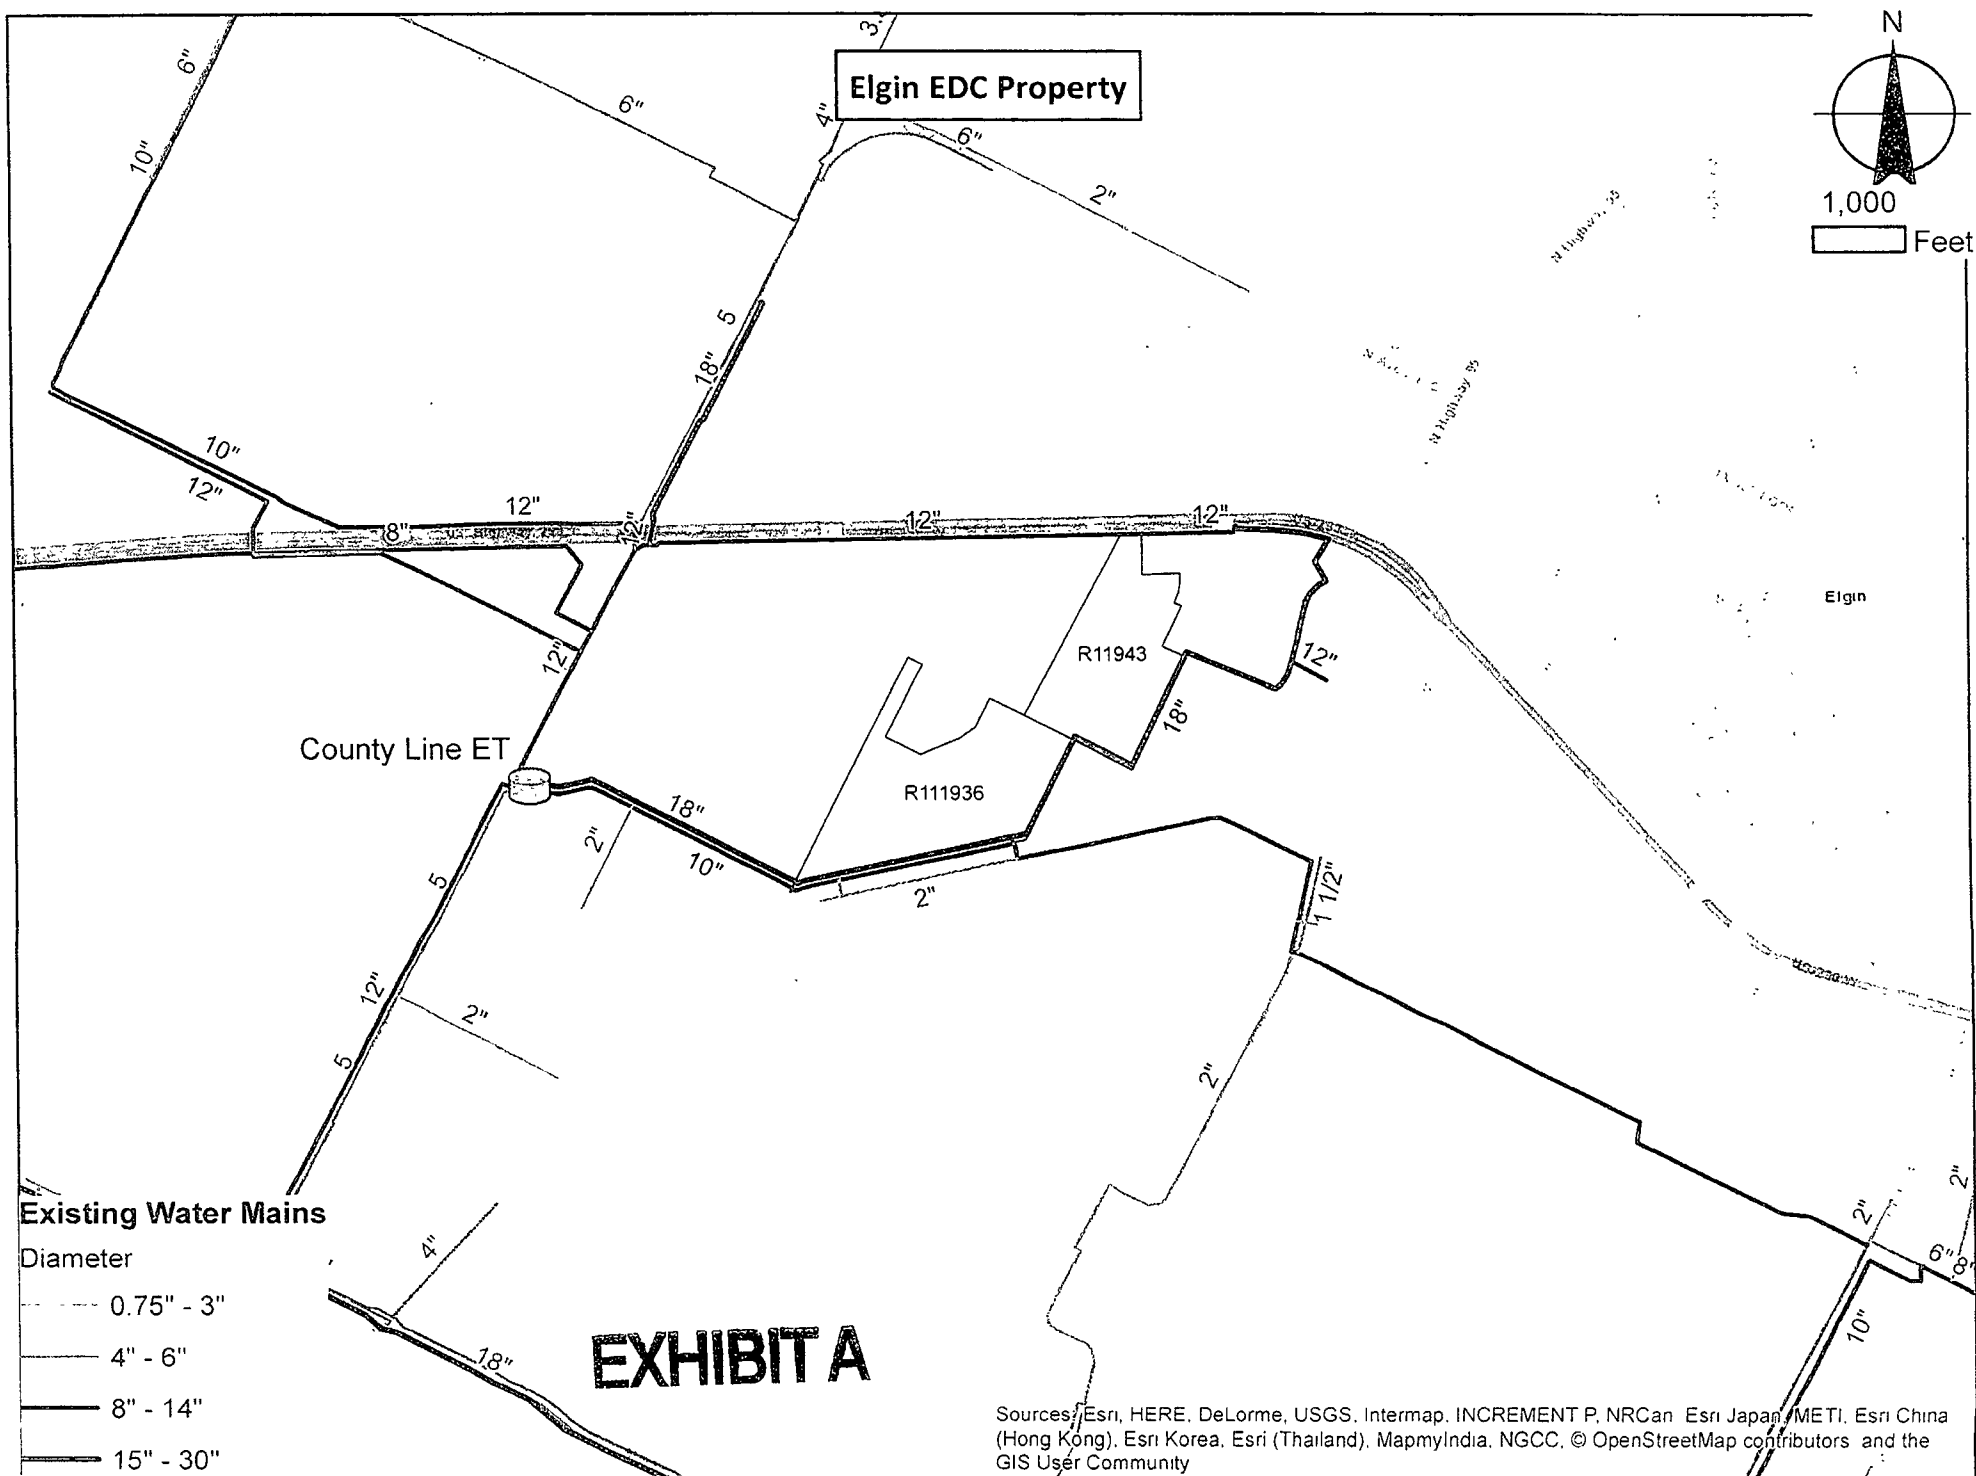 Elgin EDC Property
N
1,000
Feet
6"
10"
6"
4"
6"
2"
5
18"
N Highway 95
10"
12"
12"
8"
12"
12"
12"
Elgin
R11943
12"
18"
12"
County Line ET
R111936
18"
2"
10"
2"
1 1/2"
5
12"
2"
5
2"
2"
2"
6"
8"
10"
4"
18"
Existing Water Mains
Diameter
0.75" - 3"
4" - 6"
8" - 14"
15" - 30"
EXHIBIT A
Sources: Esri, HERE, DeLorme, USGS, Intermap, INCREMENT P, NRCan Esri Japan, METI, Esri China
(Hong Kong), Esri Korea, Esri (Thailand), MapmyIndia, NGCC, © OpenStreetMap contributors and the
GIS User Community